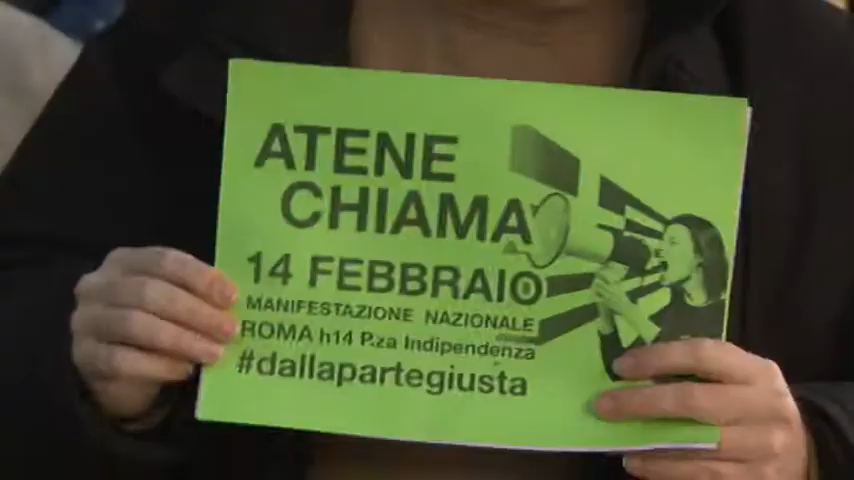 ATENE
CHIAMA
14 FEBBRAIO
MANIFESTAZIONE NAZIONALE
ROMA h14 P.za Indipendenza
#dallapartegiusta